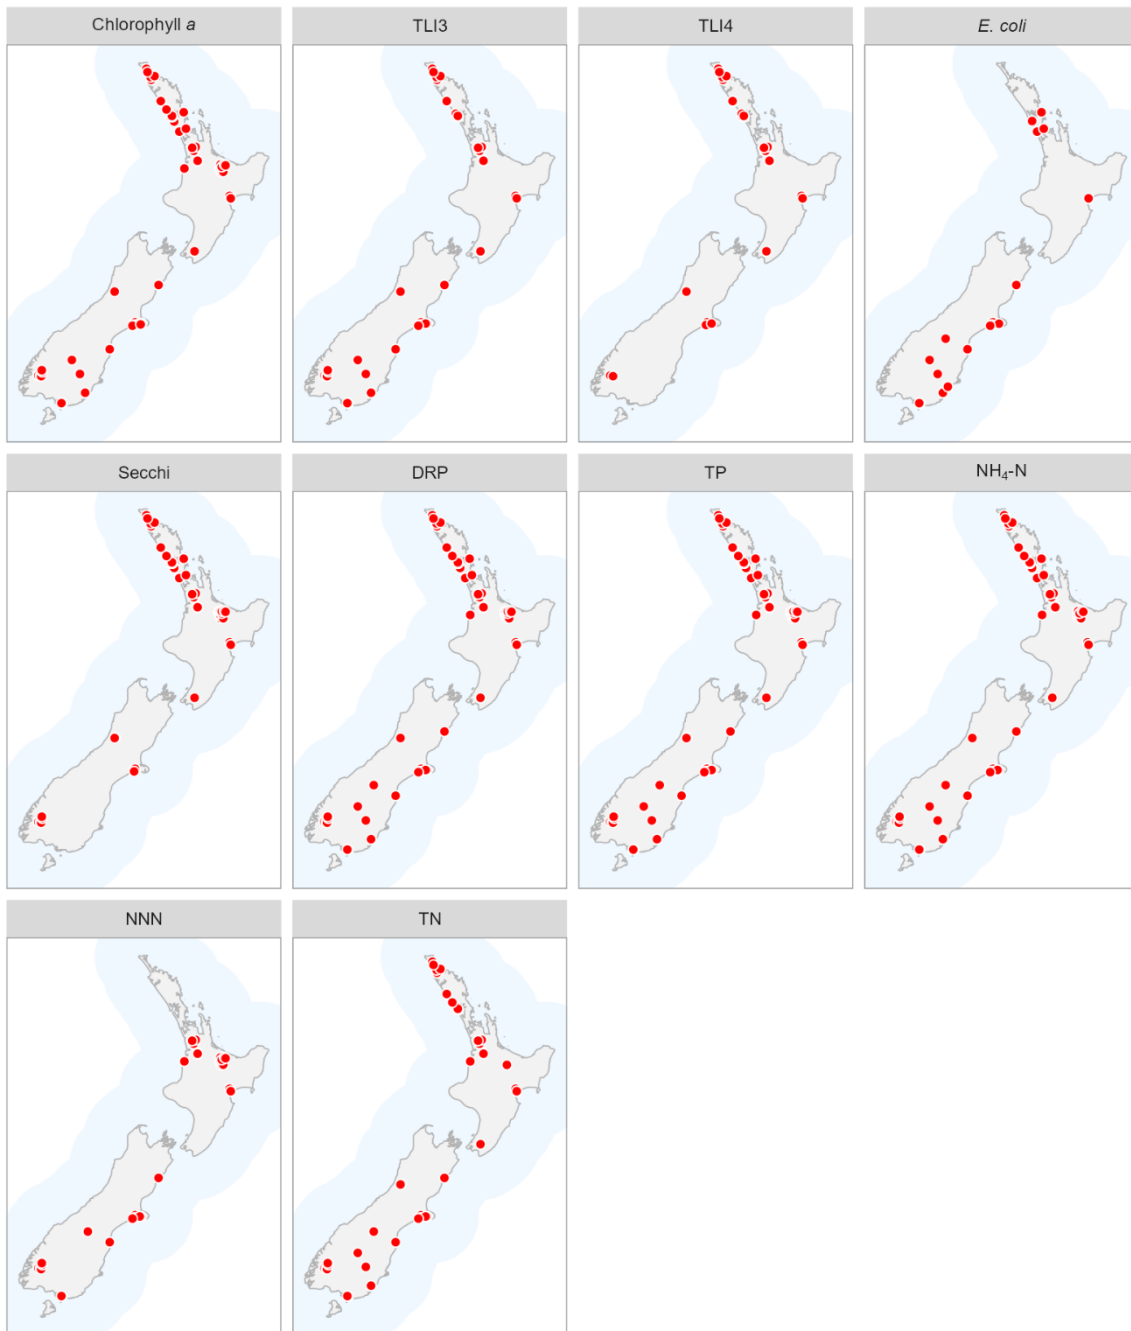 Chlorophyll a
TLI3
TLI4
E. coli
Secchi
DRP
TP
NH₄-N
NNN
TN